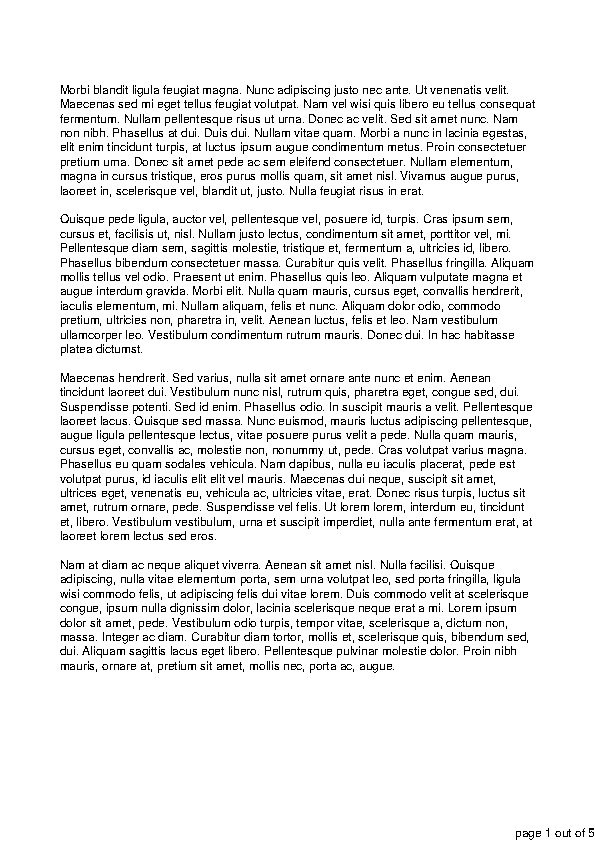 Morbi blandit ligula feugiat magna. Nunc adipiscing justo nec ante. Ut venenatis velit.
Maecenas sed mi eget tellus feugiat volutpat. Nam vel wisi quis libero eu tellus consequat
fermentum. Nullam pellentesque risus ut urna. Donec ac velit. Sed sit amet nunc. Nam
non nibh. Phasellus at dui. Duis dui. Nullam vitae quam. Morbi a nunc in lacinia egestas,
elit enim tincidunt turpis, at luctus ipsum augue condimentum metus. Proin consectetuer
pretium urna. Donec sit amet pede ac sem eleifend consectetuer. Nullam elementum,
magna in cursus tristique, eros purus mollis quam, sit amet nisl. Vivamus augue purus,
laoreet in, scelerisque vel, blandit ut, justo. Nulla feugiat risus in erat.
Quisque pede ligula, auctor vel, pellentesque vel, posuere id, turpis. Cras ipsum sem,
cursus et, facilisis ut, nisl. Nullam justo lectus, condimentum sit amet, porttitor vel, mi.
Pellentesque diam sem, sagittis molestie, tristique et, fermentum a, ultricies id, libero.
Phasellus bibendum consectetuer massa. Curabitur quis velit. Phasellus fringilla. Aliquam
mollis tellus vel odio. Praesent ut enim. Phasellus quis leo. Aliquam vulputate magna et
augue interdum gravida. Morbi elit. Nulla quam mauris, cursus eget, convallis hendrerit,
iaculis elementum, mi. Nullam aliquam, felis et nunc. Aliquam dolor odio, commodo
pretium, ultricies non, pharetra in, velit. Aenean luctus, felis et leo. Nam vestibulum
ullamcorper leo. Vestibulum condimentum rutrum mauris. Donec dui. In hac habitasse
platea dictumst.
Maecenas hendrerit. Sed varius, nulla sit amet ornare ante nunc et enim. Aenean
tincidunt laoreet dui. Vestibulum nunc nisl, rutrum quis, pharetra eget, congue sed, dui.
Suspendisse potenti. Sed id enim. Phasellus odio. In suscipit mauris a velit. Pellentesque
laoreet lacus. Quisque sed massa. Nunc euismod, mauris luctus adipiscing pellentesque,
augue ligula pellentesque lectus, vitae posuere purus velit a pede. Nulla quam mauris,
cursus eget, convallis ac, molestie non, nonummy ut, pede. Cras volutpat varius magna.
Phasellus eu quam sodales vehicula. Nam dapibus, nulla eu iaculis placerat, pede est
volutpat purus, id iaculis elit elit vel mauris. Maecenas dui neque, suscipit sit amet,
ultrices eget, venenatis eu, vehicula ac, ultricies vitae, erat. Donec risus turpis, luctus sit
amet, rutrum ornare, pede. Suspendisse vel felis. Ut lorem lorem, interdum eu, tincidunt
et, libero. Vestibulum vestibulum, urna et suscipit imperdiet, nulla ante fermentum erat, at
laoreet lorem lectus sed eros.
Nam at diam ac neque aliquet viverra. Aenean sit amet nisl. Nulla facilisi. Quisque
adipiscing, nulla vitae elementum porta, sem urna volutpat leo, sed porta fringilla, ligula
wisi commodo felis, ut adipiscing felis dui vitae lorem. Duis commodo velit at scelerisque
congue, ipsum nulla dignissim dolor, lacinia scelerisque neque erat a mi. Lorem ipsum
dolor sit amet, pede. Vestibulum odio turpis, tempor vitae, scelerisque a, dictum non,
massa. Integer ac diam. Curabitur diam tortor, mollis et, scelerisque quis, bibendum sed,
dui. Aliquam sagittis lacus eget libero. Pellentesque pulvinar molestie dolor. Proin nibh
mauris, ornare at, pretium sit amet, mollis nec, porta ac, augue.
page 1 out of 5